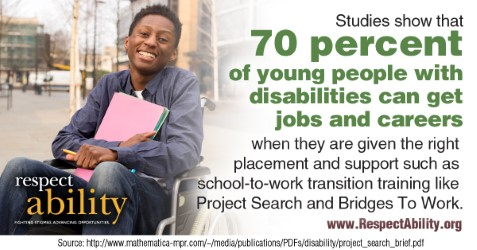 Studies show that
70 percent
of young people with
disabilities can get
jobs and careers
when they are given the right
placement and support such as
school-to-work transition training like
Project Search and Bridges To Work.
www.RespectAbility.org
respect
ability
FIGHTING STIGMAS. ADVANCING OPPORTUNITIES.
Source: http://www.mathematica-mpr.com/~/media/publications/PDFs/disability/project_search_brief.pdf